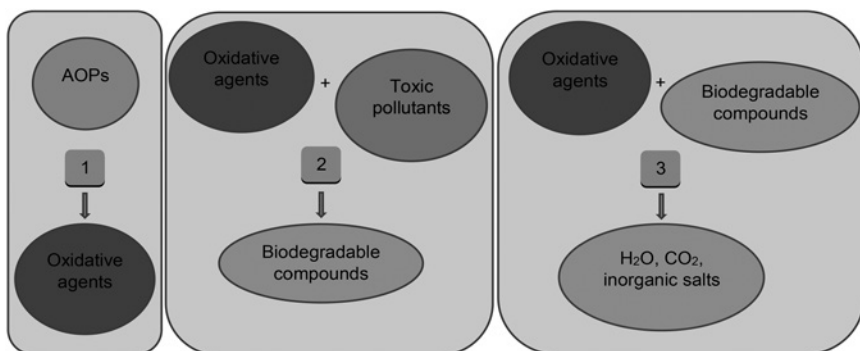 AOPs
1
Oxidative
agents
Oxidative
agents
+
Toxic
pollutants
2
Biodegradable
compounds
Oxidative
agents
+
Biodegradable
compounds
3
H₂O, CO₂,
inorganic salts